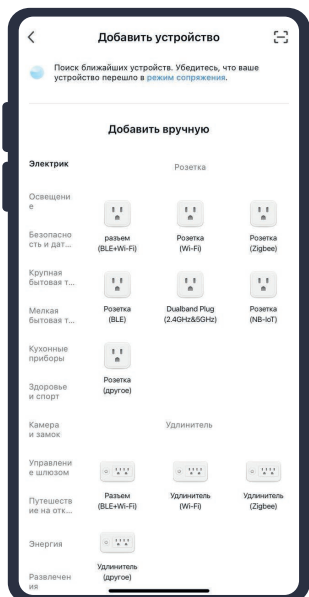 Добавить устройство
Поиск ближайших устройств. Убедитесь, что ваше
устройство перешло в режим сопряжения.
Добавить вручную
Электрик
Освещени
е
Безопасно
сть и дат...
Крупная
бытовая т...
Мелкая
бытовая т...
Кухонные
приборы
Здоровье
и спорт
Камера
и замок
Управлени
е шлюзом
Путешеств
ие на отк...
Энергия
Развлечен
ия
Розетка
разъем
(BLE+Wi-Fi)
Розетка
(Wi-Fi)
Розетка
(Zigbee)
Розетка
(BLE)
Dualband Plug
(2.4GHz&5GHz)
Розетка
(NB-IoT)
Розетка
(другое)
Удлинитель
Разъем
(BLE+Wi-Fi)
Удлинитель
(Wi-Fi)
Удлинитель
(Zigbee)
Удлинитель
(другое)